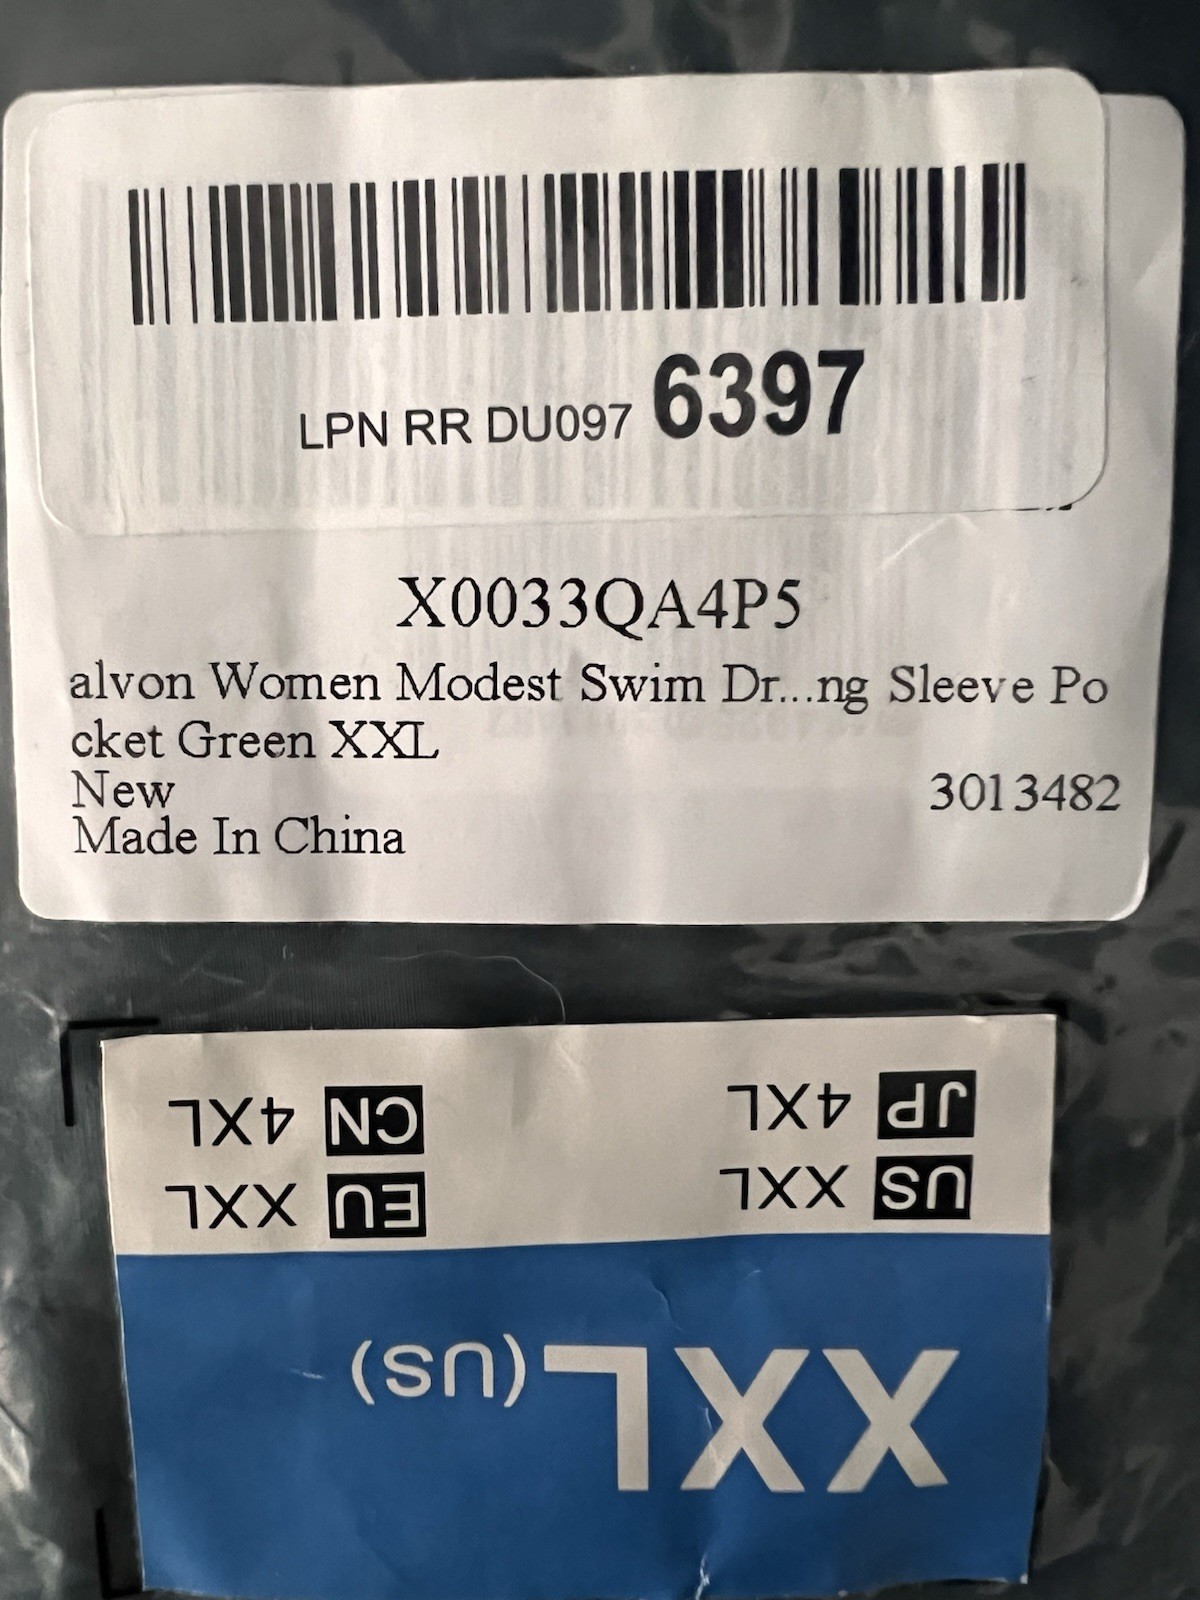 LPN RR DU097 6397
X0033QA4P5
alvon Women Modest Swim Dr...ng Sleeve Po
cket Green XXL
New 3013482
Made In China
XXL (US)
US XXL EU XXL
JP 4XL CN 4XL